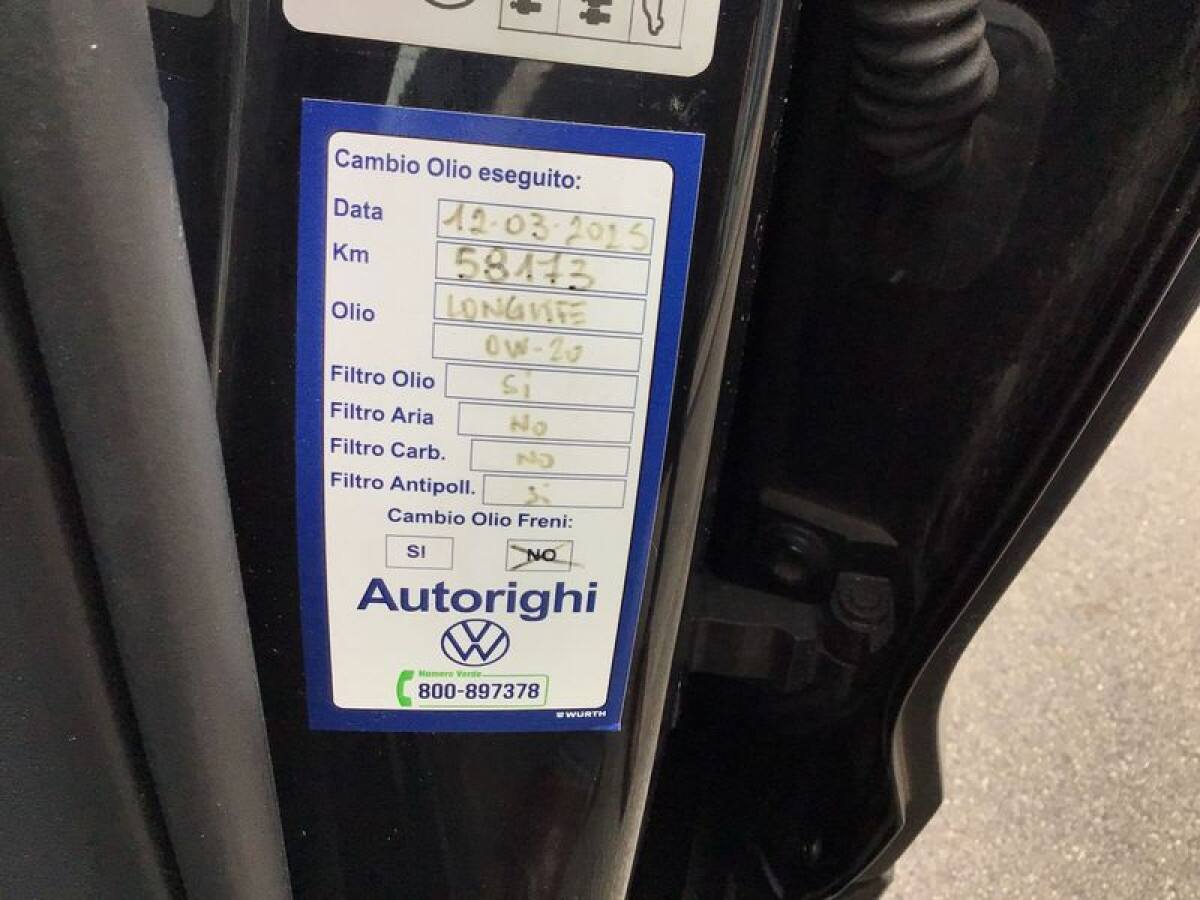 Cambio Olio eseguito:
Data 12-03-2025
Km 58173
Olio LONGLIFE
0W-20
Filtro Olio Si
Filtro Aria NO
Filtro Carb. NO
Filtro Antipoll. Si
Cambio Olio Freni:
SI NO
Autorighi
Numero Verde
800-897378
WÜRTH